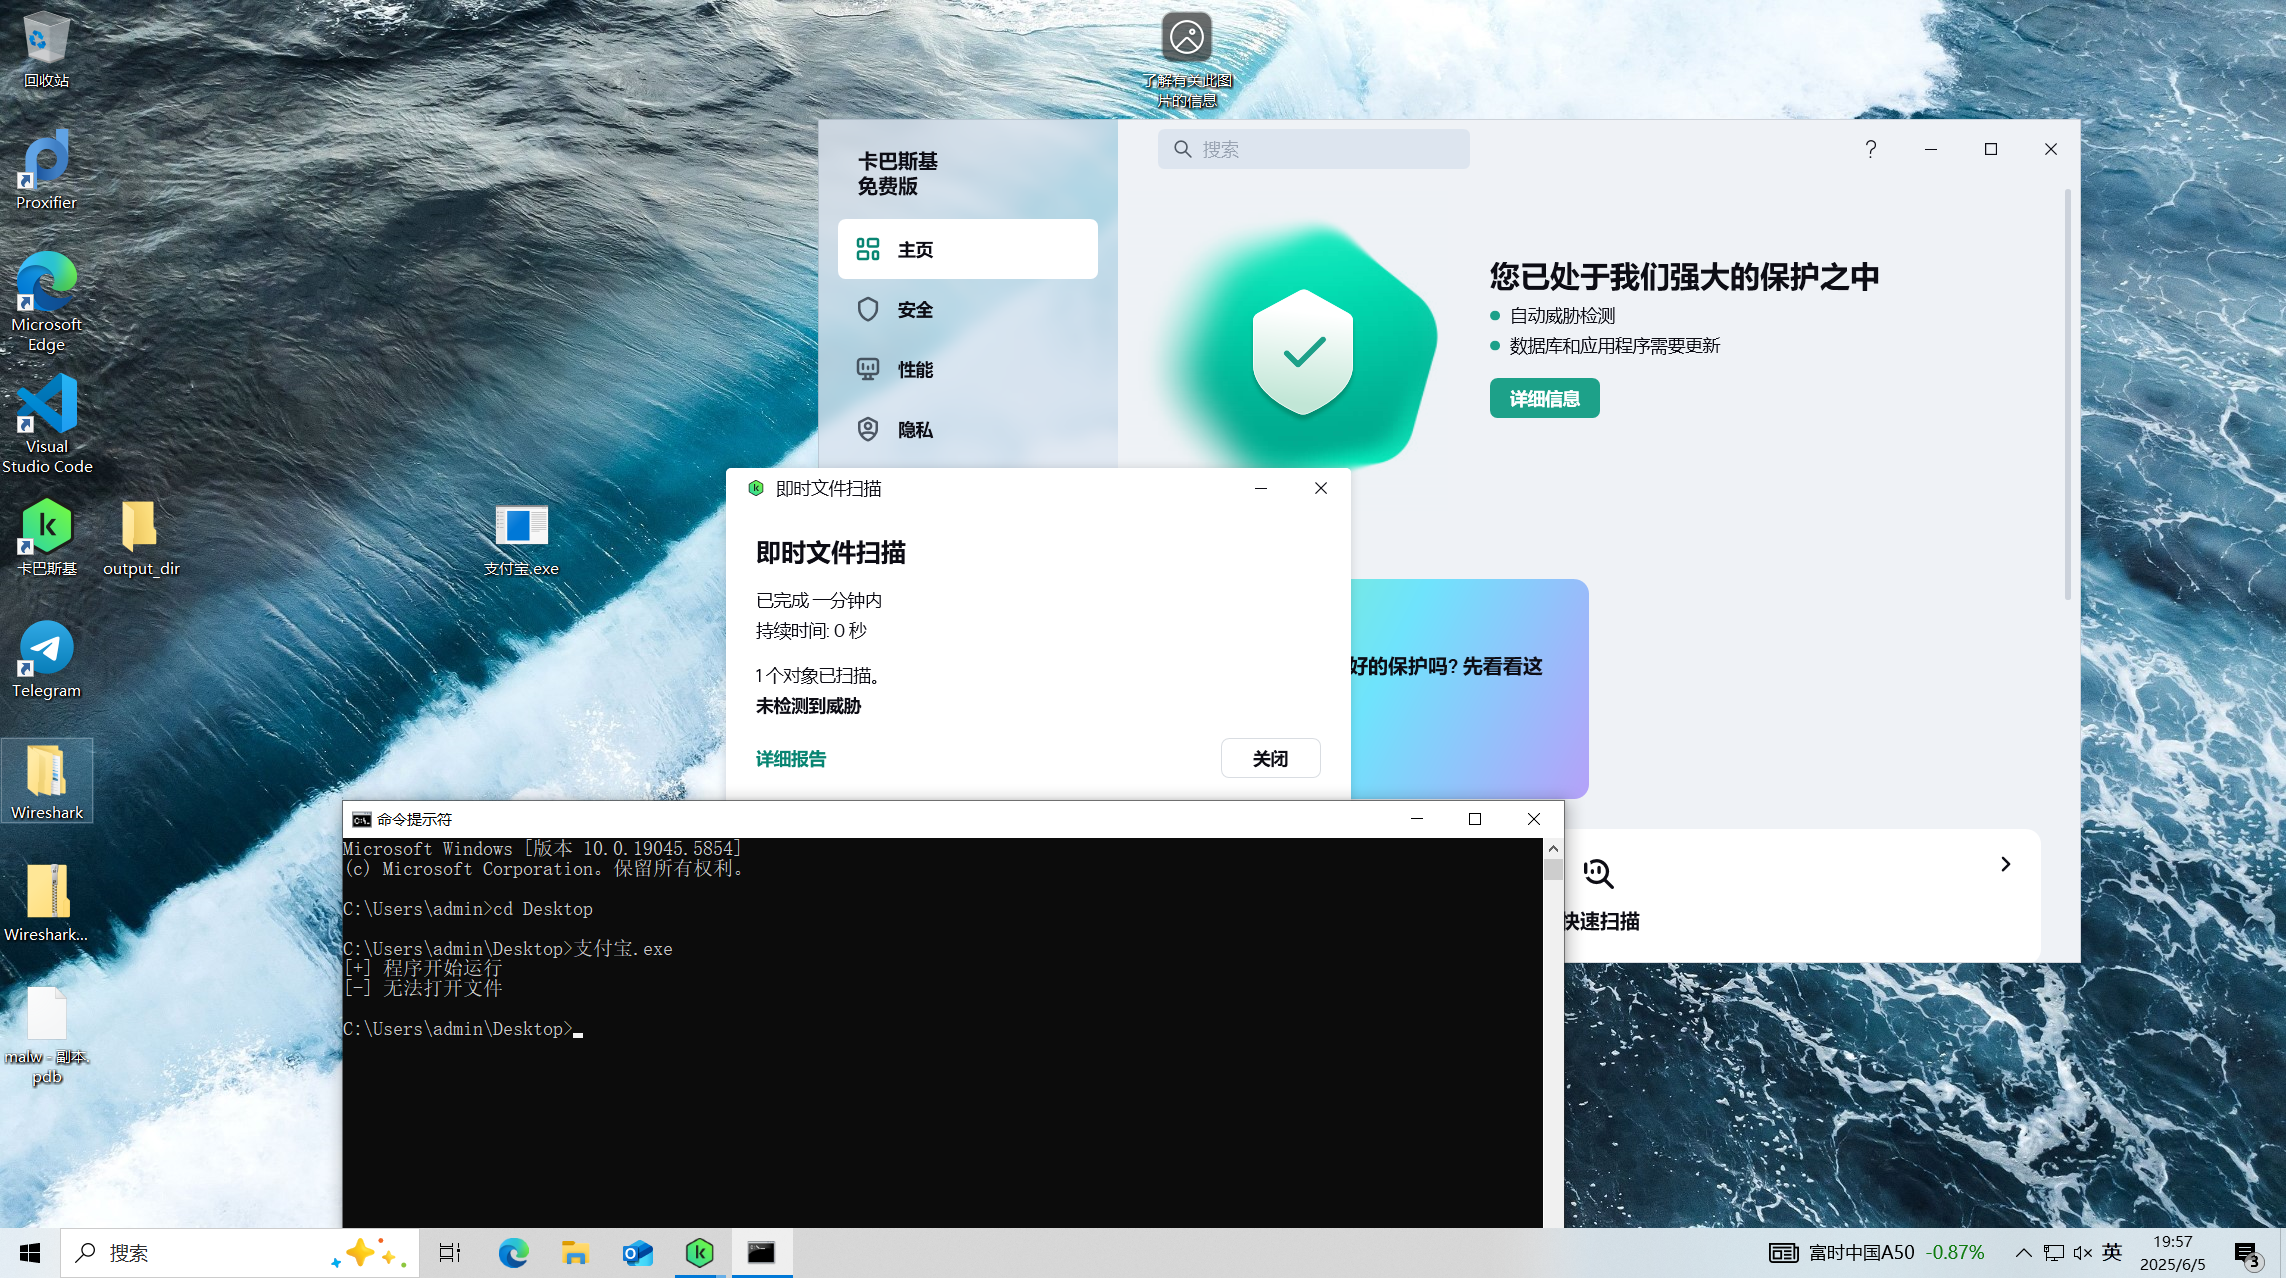 回收站
Proxifier
Microsoft
Edge
Visual
Studio Code
卡巴斯基
output_dir
Telegram
Wireshark
Wireshark...
malw - 副本.
pdb
支付宝.exe
了解有关此图
片的信息
卡巴斯基
免费版
主页
安全
性能
隐私
搜索
您已处于我们强大的保护之中
自动威胁检测
数据库和应用程序需要更新
详细信息
好的保护吗? 先看看这
快速扫描
即时文件扫描
即时文件扫描
已完成 一分钟内
持续时间: 0 秒
1 个对象已扫描。
未检测到威胁
详细报告
关闭
命令提示符
Microsoft Windows [版本 10.0.19045.5854]
(c) Microsoft Corporation。保留所有权利。
C:\Users\admin>cd Desktop
C:\Users\admin\Desktop>支付宝.exe
[+] 程序开始运行
[-] 无法打开文件
C:\Users\admin\Desktop>
搜索
富时中国A50 -0.87%
英
19:57
2025/6/5
3